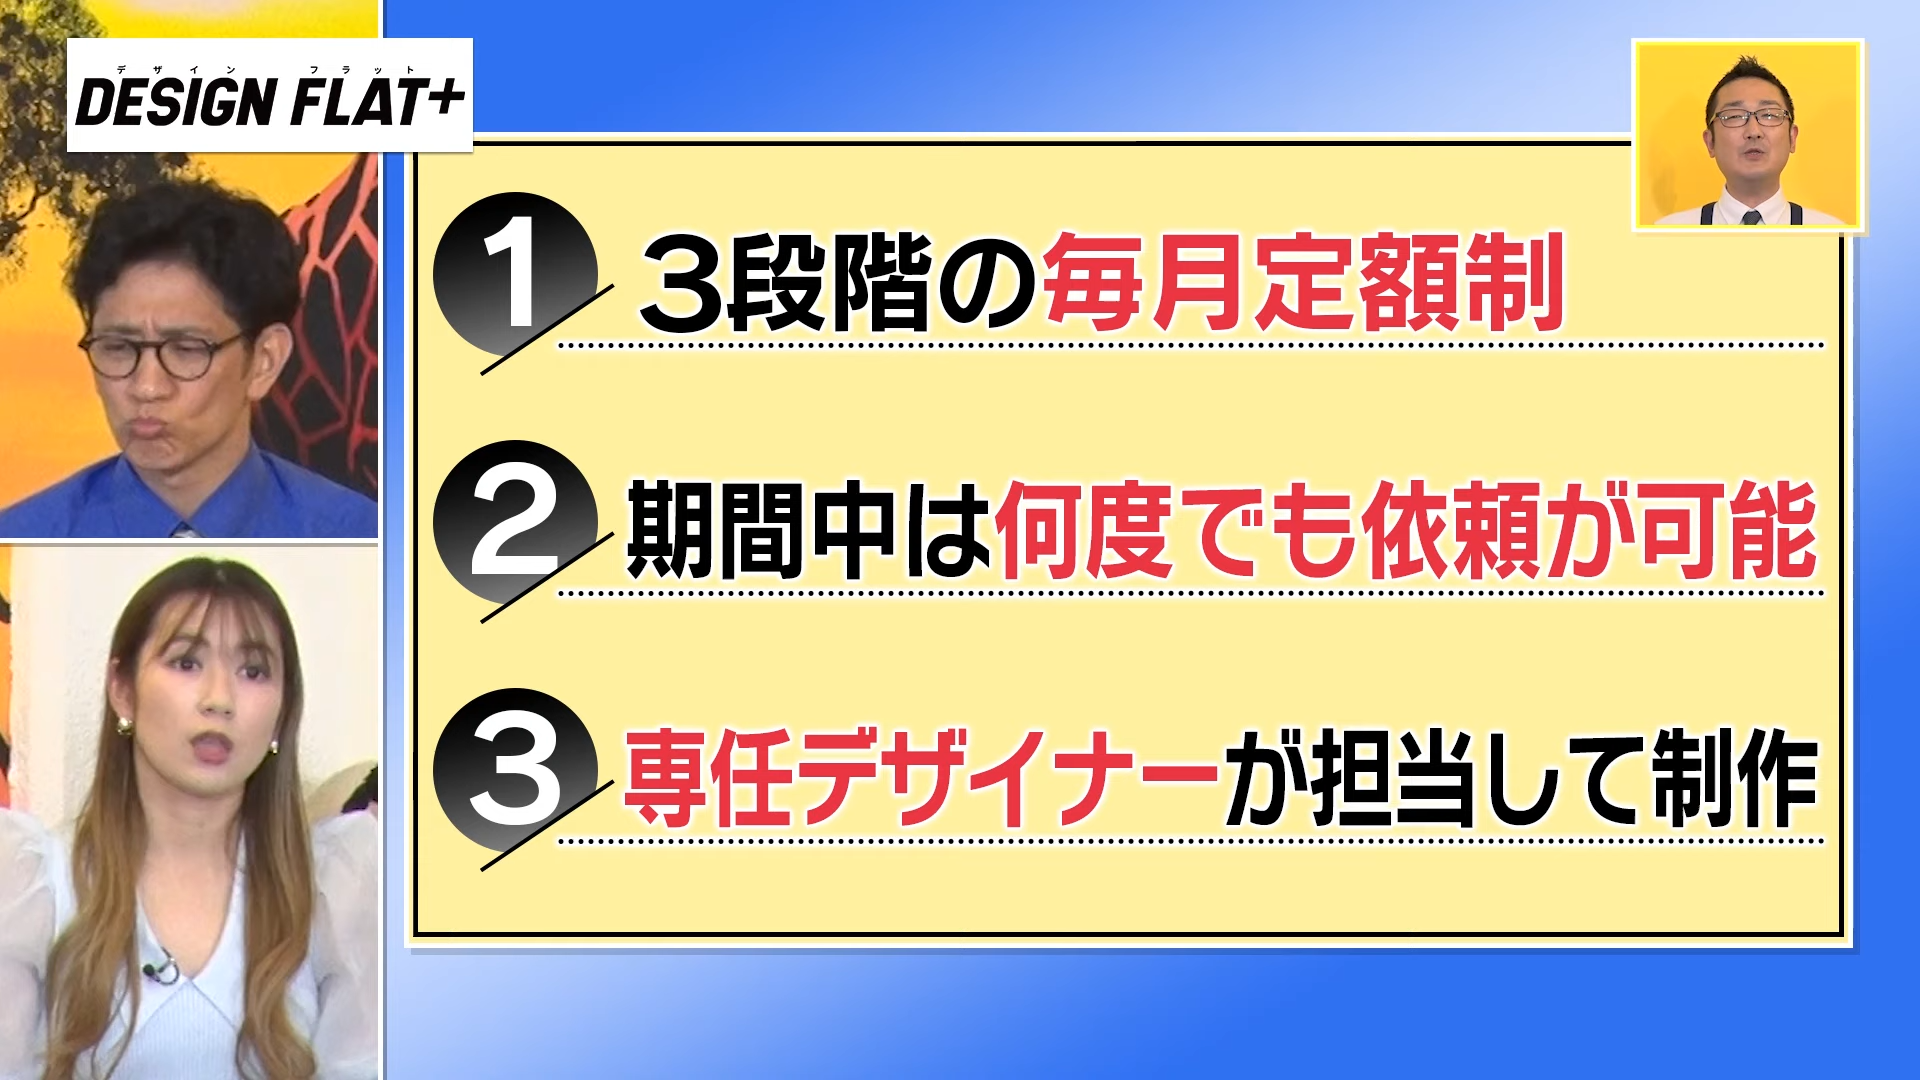 デザイン フラット
DESIGN FLAT+
1 3段階の毎月定額制
2 期間中は何度でも依頼が可能
3 専任デザイナーが担当して制作